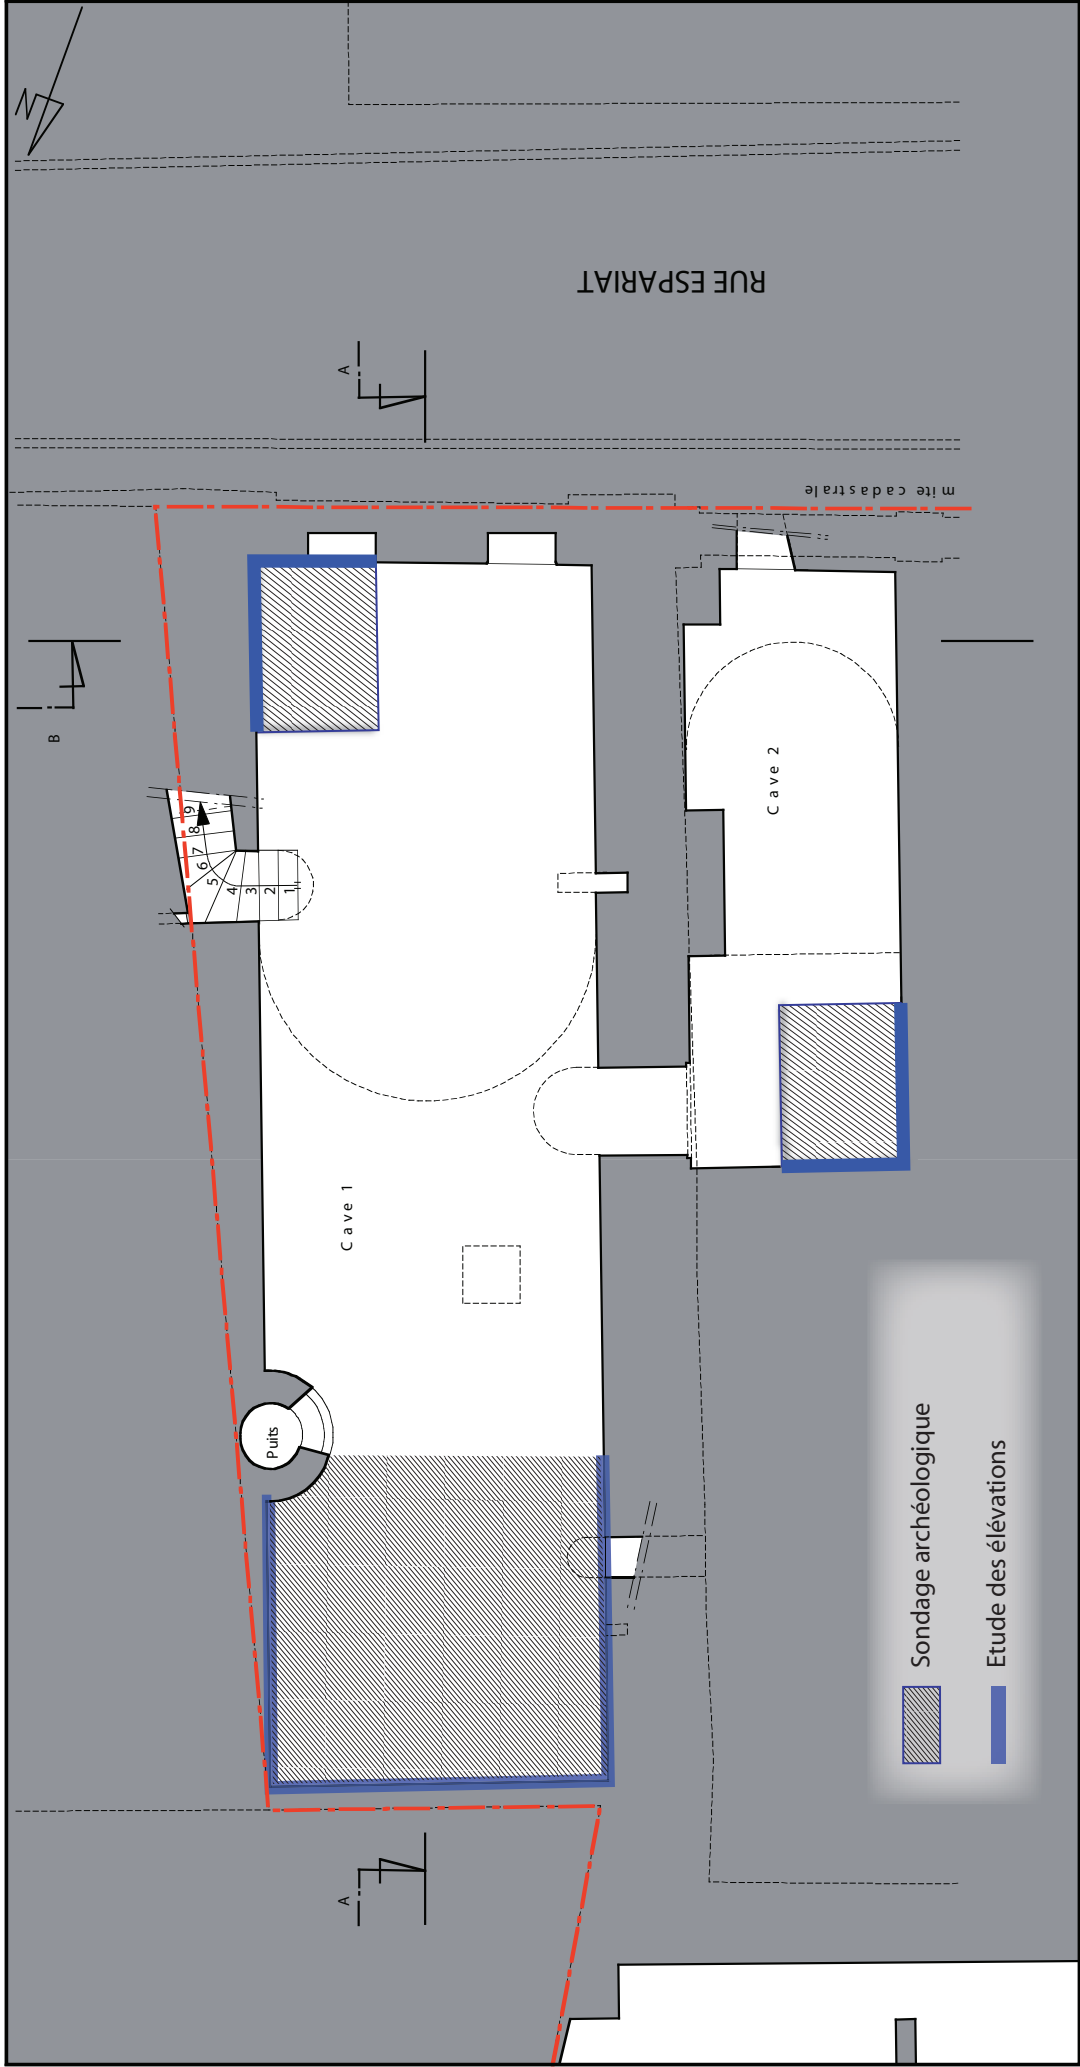 N
RUE ESPARIAT
A
mite cadastrale
B
9
8
7
6
5
4
3
2
1
Cave 2
Cave 1
Puits
Sondage archéologique
Etude des élévations
A